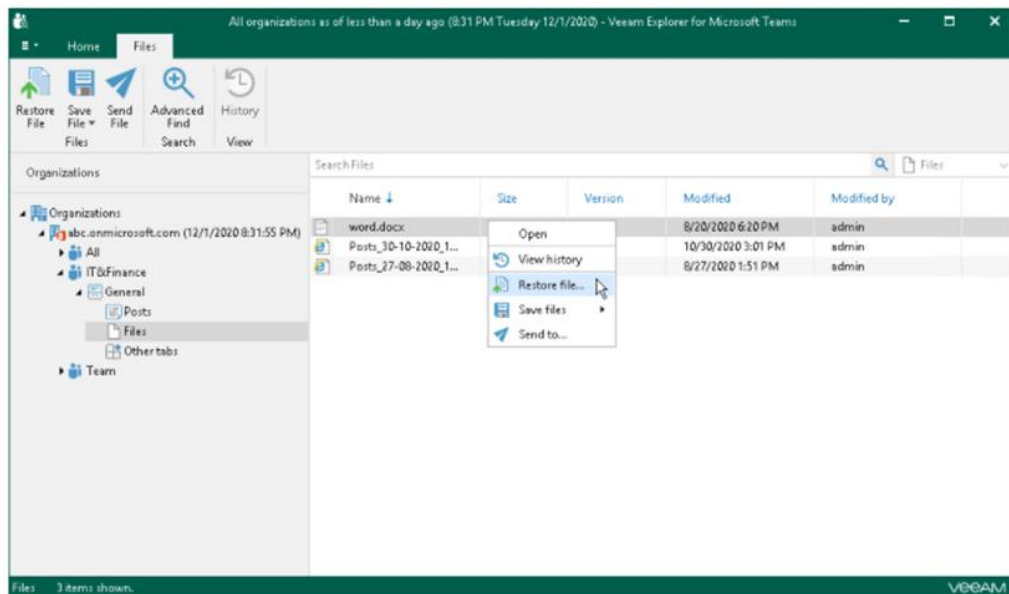 All organizations as of less than a day ago (8:31 PM Tuesday 12/1/2020) - Veeam Explorer for Microsoft Teams
Home Files
Restore File
Save File
Send File
Advanced Find
History
Files Search View
Organizations
Search Files
Files
Name Size Version Modified Modified by
Organizations
abc.onmicrosoft.com (12/1/2020 8:31:55 PM)
All
IT&Finance
General
Posts
Files
Other tabs
Team
word.docx 8/20/2020 6:20 PM admin
Posts_30-10-2020_1... 10/30/2020 3:01 PM admin
Posts_27-08-2020_1... 8/27/2020 1:51 PM admin
Open
View history
Restore file...
Save files
Send to...
Files 3 items shown.
VEEAM